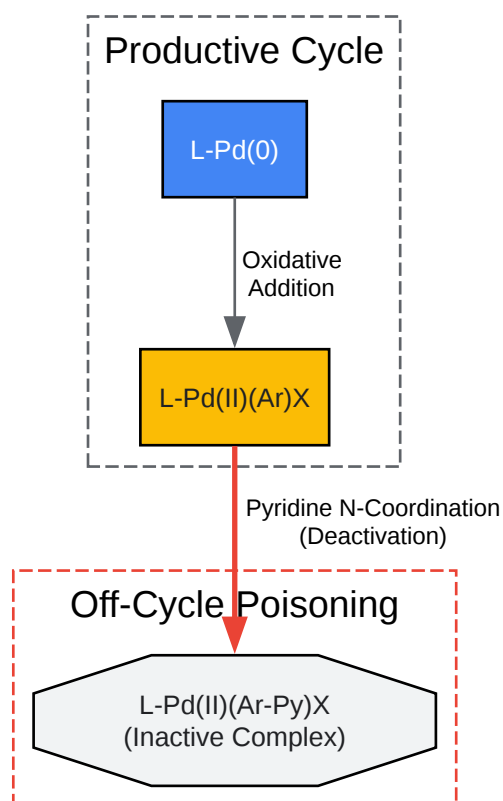 Productive Cycle
L-Pd(0)
Oxidative
Addition
L-Pd(II)(Ar)X
Pyridine N-Coordination
(Deactivation)
Off-Cycle Poisoning
L-Pd(II)(Ar-Py)X
(Inactive Complex)